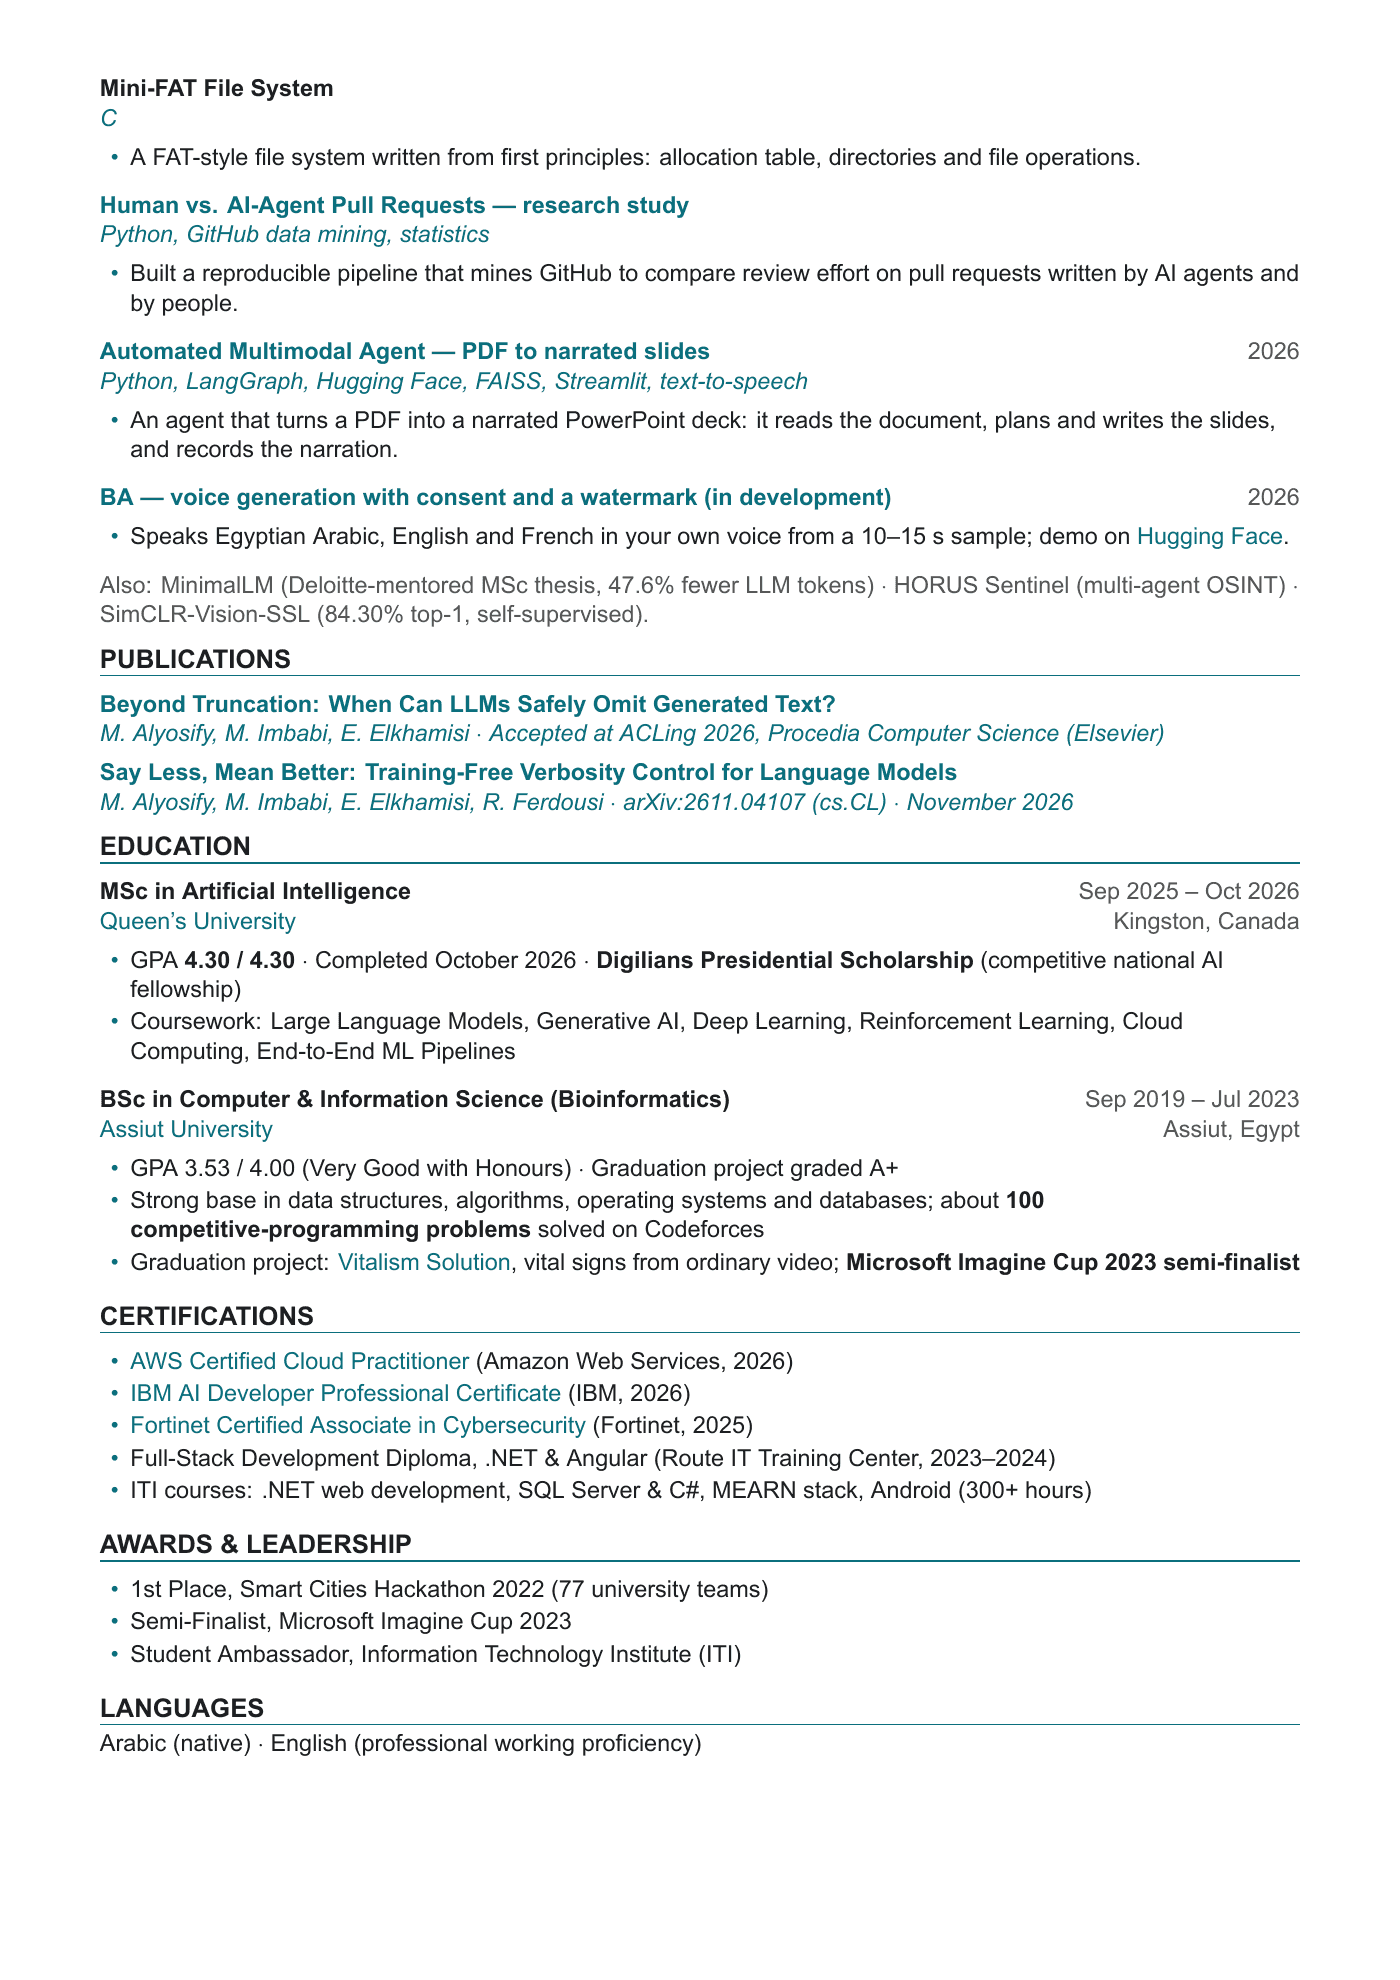 Mini-FAT File System
C
• A FAT-style file system written from first principles: allocation table, directories and file operations.
Human vs. AI-Agent Pull Requests — research study
Python, GitHub data mining, statistics
• Built a reproducible pipeline that mines GitHub to compare review effort on pull requests written by AI agents and
by people.
Automated Multimodal Agent — PDF to narrated slides 2026
Python, LangGraph, Hugging Face, FAISS, Streamlit, text-to-speech
• An agent that turns a PDF into a narrated PowerPoint deck: it reads the document, plans and writes the slides,
and records the narration.
BA — voice generation with consent and a watermark (in development) 2026
• Speaks Egyptian Arabic, English and French in your own voice from a 10–15 s sample; demo on Hugging Face.
Also: MinimalLM (Deloitte-mentored MSc thesis, 47.6% fewer LLM tokens) · HORUS Sentinel (multi-agent OSINT) ·
SimCLR-Vision-SSL (84.30% top-1, self-supervised).
PUBLICATIONS
Beyond Truncation: When Can LLMs Safely Omit Generated Text?
M. Alyosify, M. Imbabi, E. Elkhamisi · Accepted at ACLing 2026, Procedia Computer Science (Elsevier)
Say Less, Mean Better: Training-Free Verbosity Control for Language Models
M. Alyosify, M. Imbabi, E. Elkhamisi, R. Ferdousi · arXiv:2611.04107 (cs.CL) · November 2026
EDUCATION
MSc in Artificial Intelligence Sep 2025 – Oct 2026
Queen’s University Kingston, Canada
• GPA 4.30 / 4.30 · Completed October 2026 · Digilians Presidential Scholarship (competitive national AI
fellowship)
• Coursework: Large Language Models, Generative AI, Deep Learning, Reinforcement Learning, Cloud
Computing, End-to-End ML Pipelines
BSc in Computer & Information Science (Bioinformatics) Sep 2019 – Jul 2023
Assiut University Assiut, Egypt
• GPA 3.53 / 4.00 (Very Good with Honours) · Graduation project graded A+
• Strong base in data structures, algorithms, operating systems and databases; about 100
competitive-programming problems solved on Codeforces
• Graduation project: Vitalism Solution, vital signs from ordinary video; Microsoft Imagine Cup 2023 semi-finalist
CERTIFICATIONS
• AWS Certified Cloud Practitioner (Amazon Web Services, 2026)
• IBM AI Developer Professional Certificate (IBM, 2026)
• Fortinet Certified Associate in Cybersecurity (Fortinet, 2025)
• Full-Stack Development Diploma, .NET & Angular (Route IT Training Center, 2023–2024)
• ITI courses: .NET web development, SQL Server & C#, MEARN stack, Android (300+ hours)
AWARDS & LEADERSHIP
• 1st Place, Smart Cities Hackathon 2022 (77 university teams)
• Semi-Finalist, Microsoft Imagine Cup 2023
• Student Ambassador, Information Technology Institute (ITI)
LANGUAGES
Arabic (native) · English (professional working proficiency)